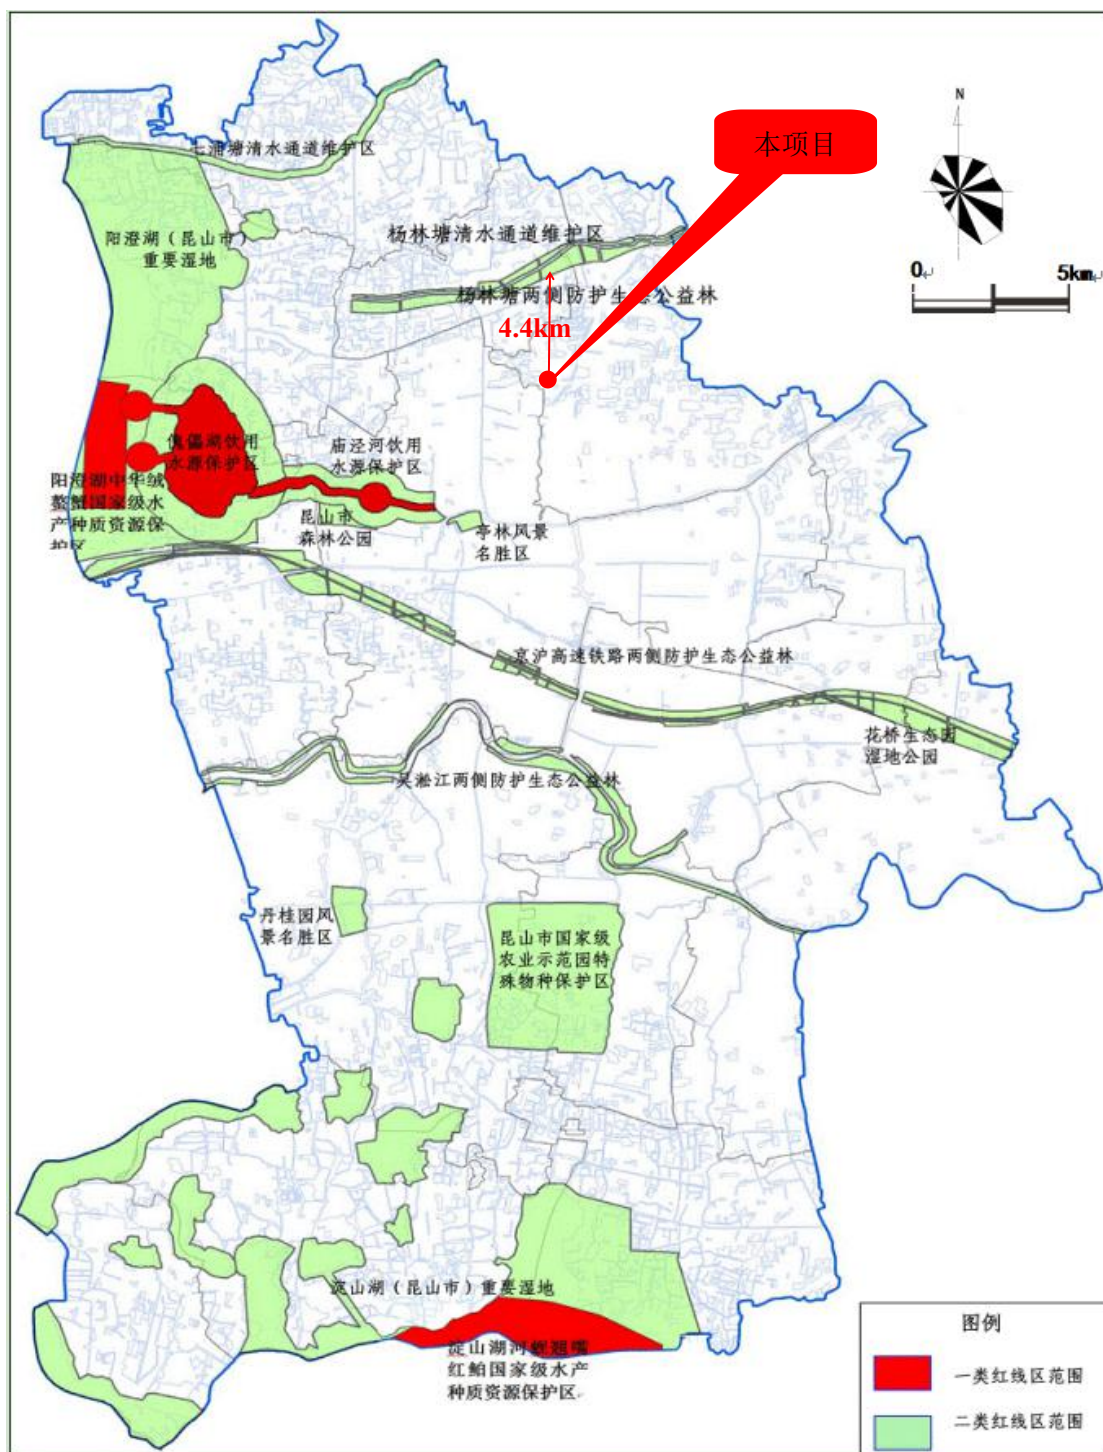 本项目
N
0
5km
七浦塘清水通道维护区
阳澄湖（昆山市）
重要湿地
杨林塘清水通道维护区
杨林塘两侧防护生态公益林
4.4km
傀儡湖饮用
水源保护区
庙泾河饮用
水源保护区
阳澄湖中华绒
螯蟹国家级水
产种质资源保
护区
昆山市
森林公园
亭林风景
名胜区
京沪高速铁路两侧防护生态公益林
花桥生态园
湿地公园
吴淞江两侧防护生态公益林
丹桂园风
景名胜区
昆山市国家级
农业示范园特
殊物种保护区
淀山湖（昆山市）重要湿地
淀山湖河蚬翘嘴
红鲌国家级水产
种质资源保护区
图例
一类红线区范围
二类红线区范围